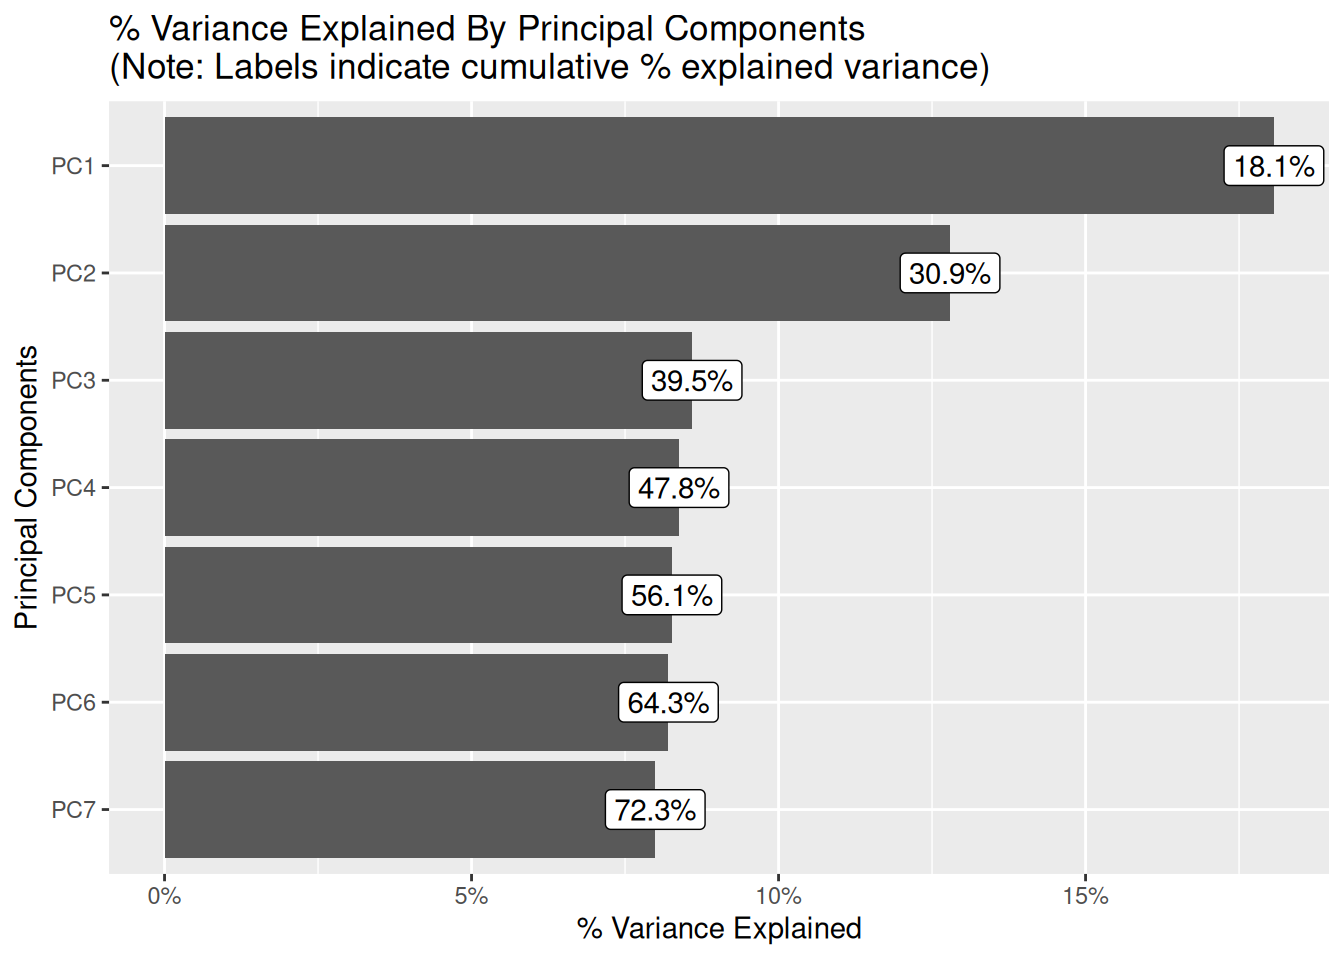 % Variance Explained By Principal Components
(Note: Labels indicate cumulative % explained variance)
Principal Components
PC1
18.1%
PC2
30.9%
PC3
39.5%
PC4
47.8%
PC5
56.1%
PC6
64.3%
PC7
72.3%
0%
5%
10%
15%
% Variance Explained